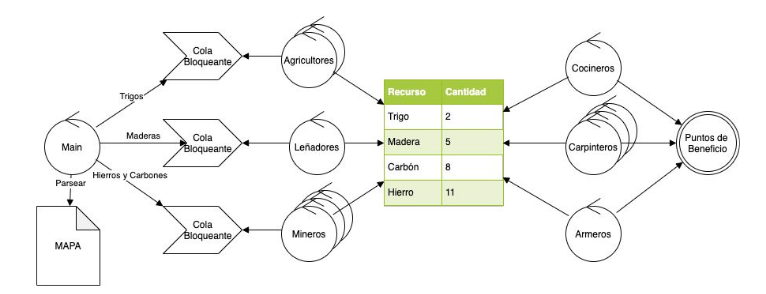 Cola
Bloqueante
Agricultores
Cocineros
Trigos
Recurso Cantidad
Trigo 2
Madera 5
Carbón 8
Hierro 11
Main
Maderas
Cola
Bloqueante
Leñadores
Carpinteros
Puntos de
Beneficio
Parsear
Hierros y Carbones
MAPA
Cola
Bloqueante
Mineros
Armeros